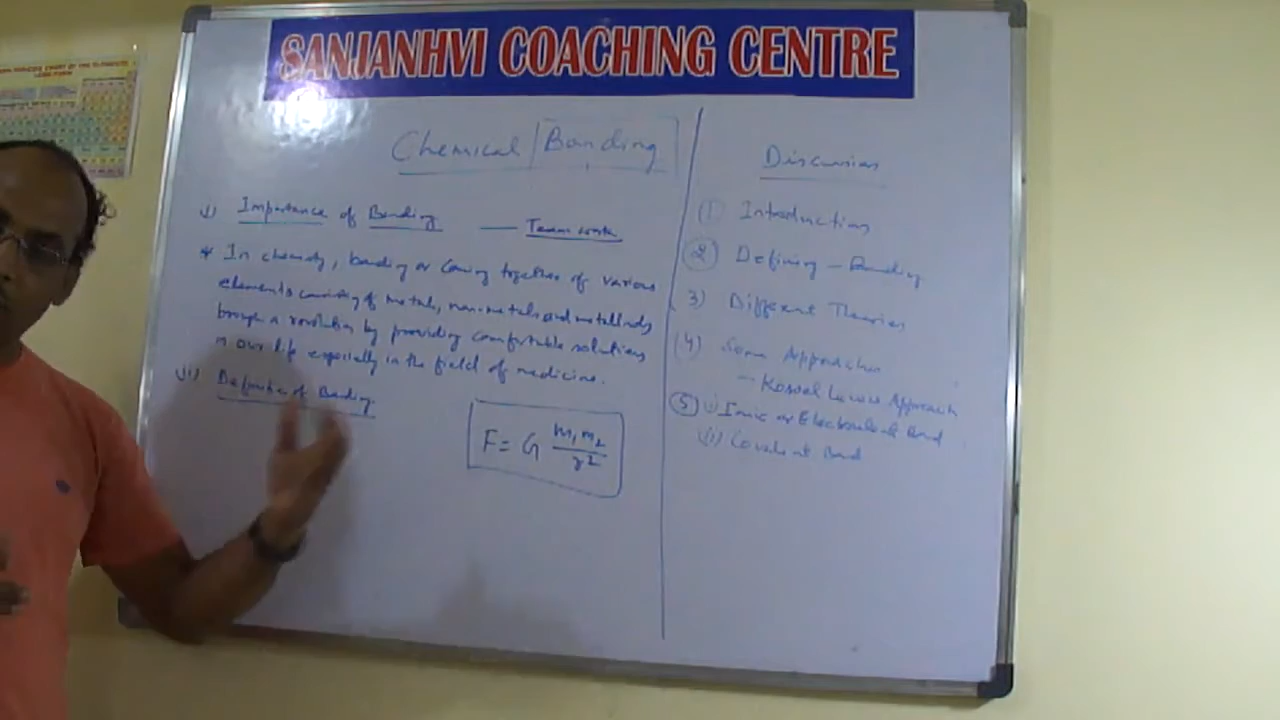 SANJANHVI COACHING CENTRE
Chemical Bonding
i) Importance of Bonding — Team work
* In chemistry, bonding or coming together of various
elements consisting of metals, non-metals and metalloids
brought a revolution by providing comfortable solutions
in our life especially in the field of medicine.
ii) Definition of Bonding
F = G m₁m₂ / r²
Discussion
(1) Introduction
(2) Defining - Bonding
3) Different Theories
(4) Some Approaches
- Kossel Lewis Approach
(5) i) Ionic or Electrovalent Bond
(ii) Covalent Bond